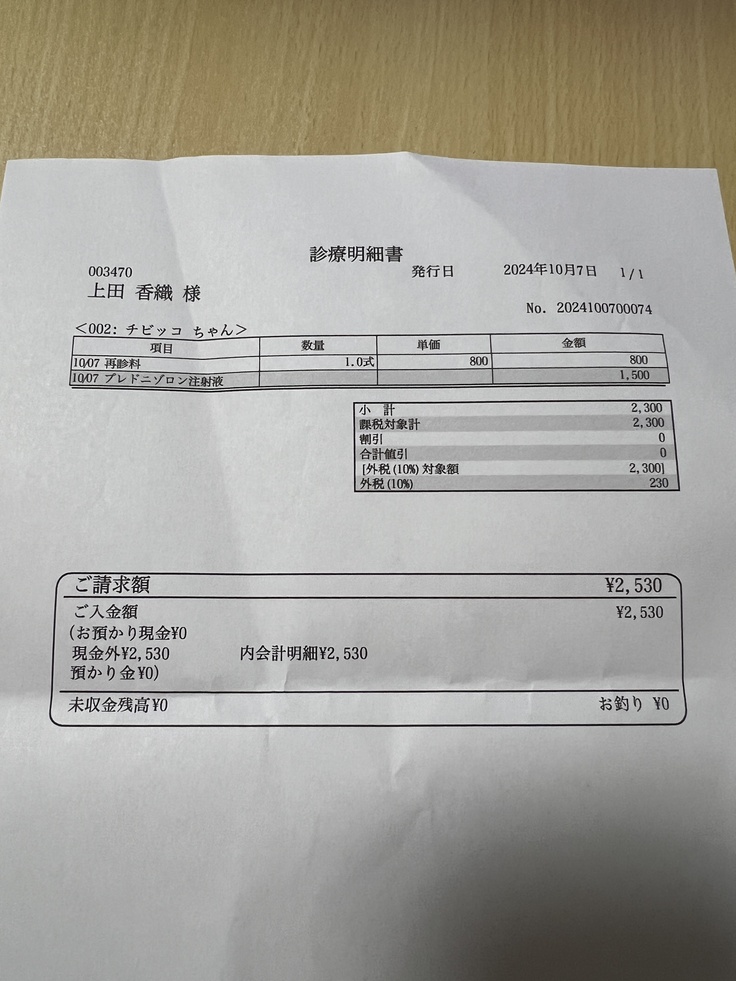 診療明細書
003470 発行日 2024年10月7日 1/1
上田 香織 様
No. 2024100700074
<002: チビッコ ちゃん>
項目 数量 単価 金額
10/07 再診料 1.0式 800 800
10/07 プレドニゾロン注射液 1,500
小 計 2,300
課税対象計 2,300
割引 0
合計値引 0
[外税(10%)対象額 2,300]
外税(10%) 230
ご請求額 ¥2,530
ご入金額 ¥2,530
(お預かり現金¥0
現金外¥2,530 内会計明細¥2,530
預かり金¥0)
未収金残高¥0 お釣り ¥0